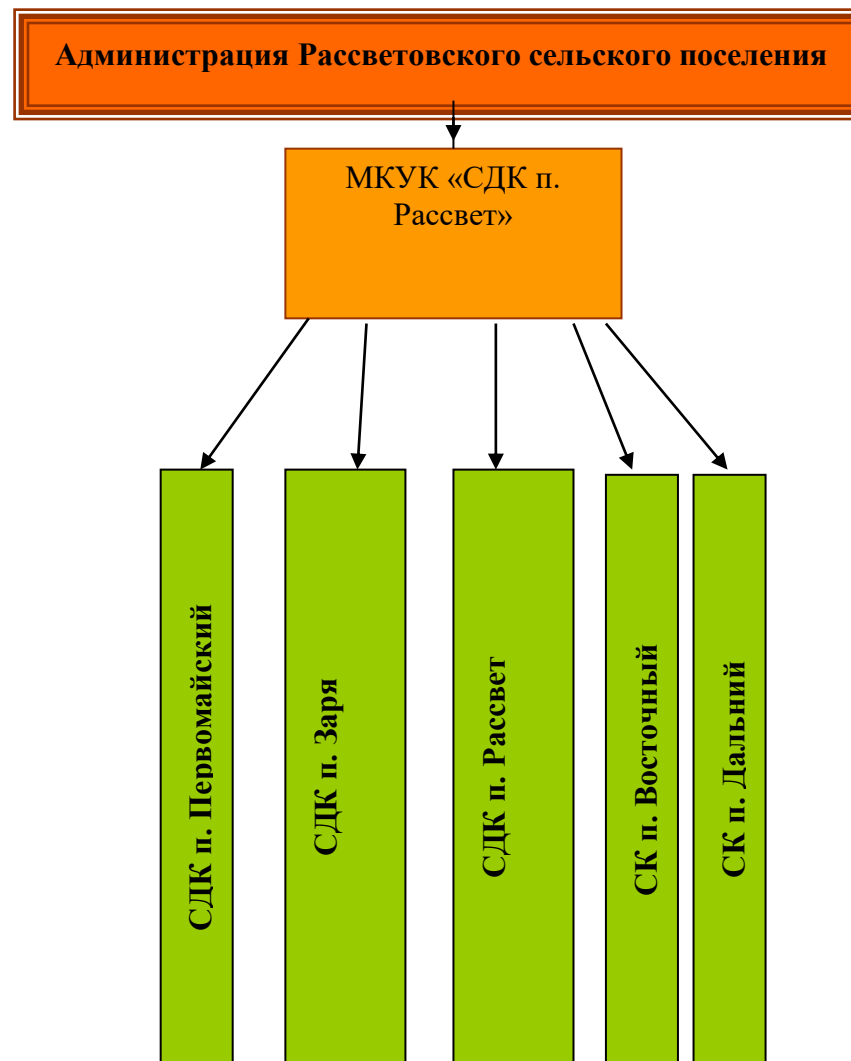 Администрация Рассветовского сельского поселения
МКУК «СДК п.
Рассвет»
СДК п. Первомайский
СДК п. Заря
СДК п. Рассвет
СК п. Восточный
СК п. Дальний